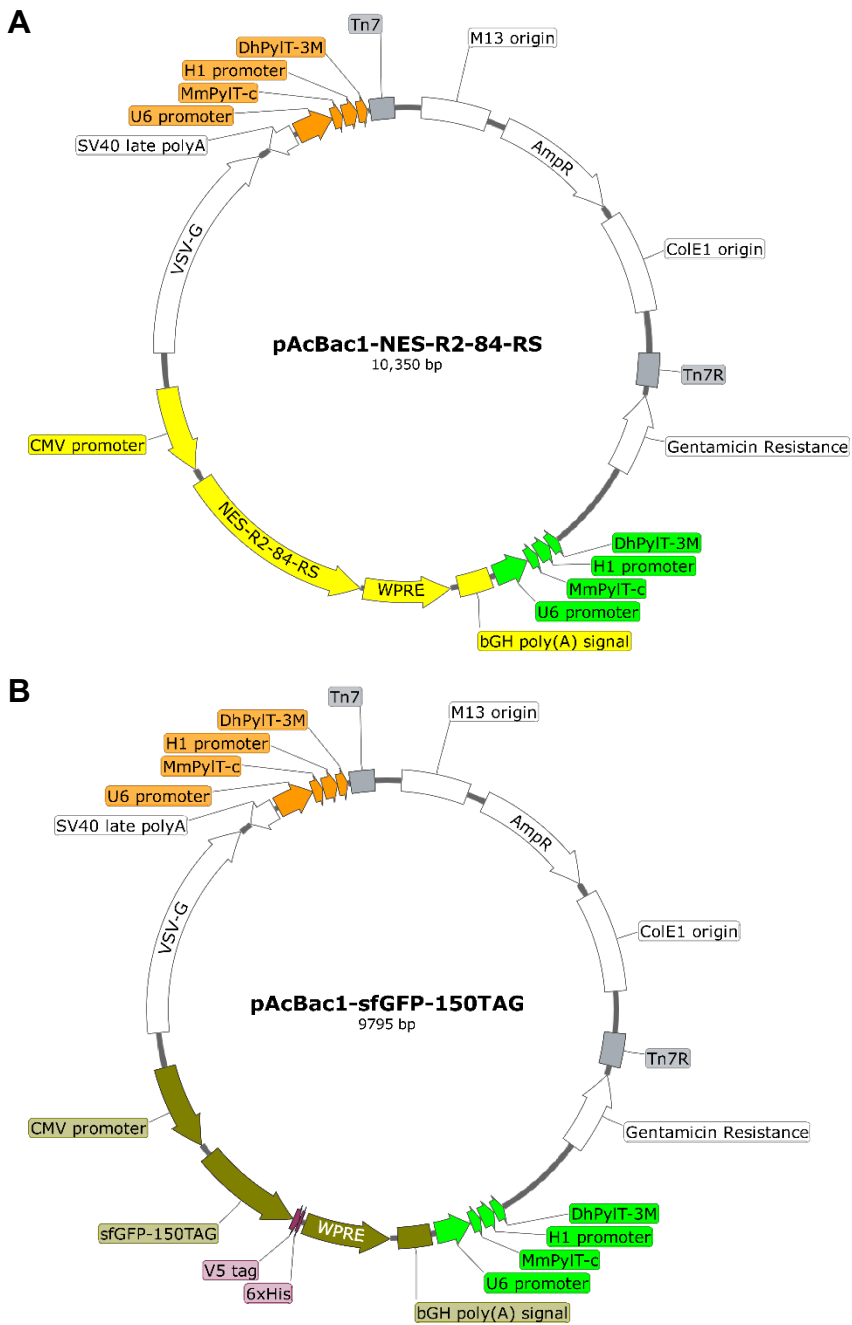 A
Tn7
DhPylT-3M
M13 origin
H1 promoter
MmPylT-c
U6 promoter
SV40 late polyA
AmpR
VSV-G
ColE1 origin
pAcBac1-NES-R2-84-RS
10,350 bp
Tn7R
CMV promoter
Gentamicin Resistance
NES-R2-84-RS
DhPylT-3M
H1 promoter
WPRE
MmPylT-c
U6 promoter
bGH poly(A) signal
B
Tn7
M13 origin
DhPylT-3M
H1 promoter
MmPylT-c
U6 promoter
SV40 late polyA
AmpR
VSV-G
ColE1 origin
pAcBac1-sfGFP-150TAG
9795 bp
Tn7R
CMV promoter
Gentamicin Resistance
DhPylT-3M
sfGFP-150TAG
WPRE
H1 promoter
MmPylT-c
V5 tag
U6 promoter
6xHis
bGH poly(A) signal